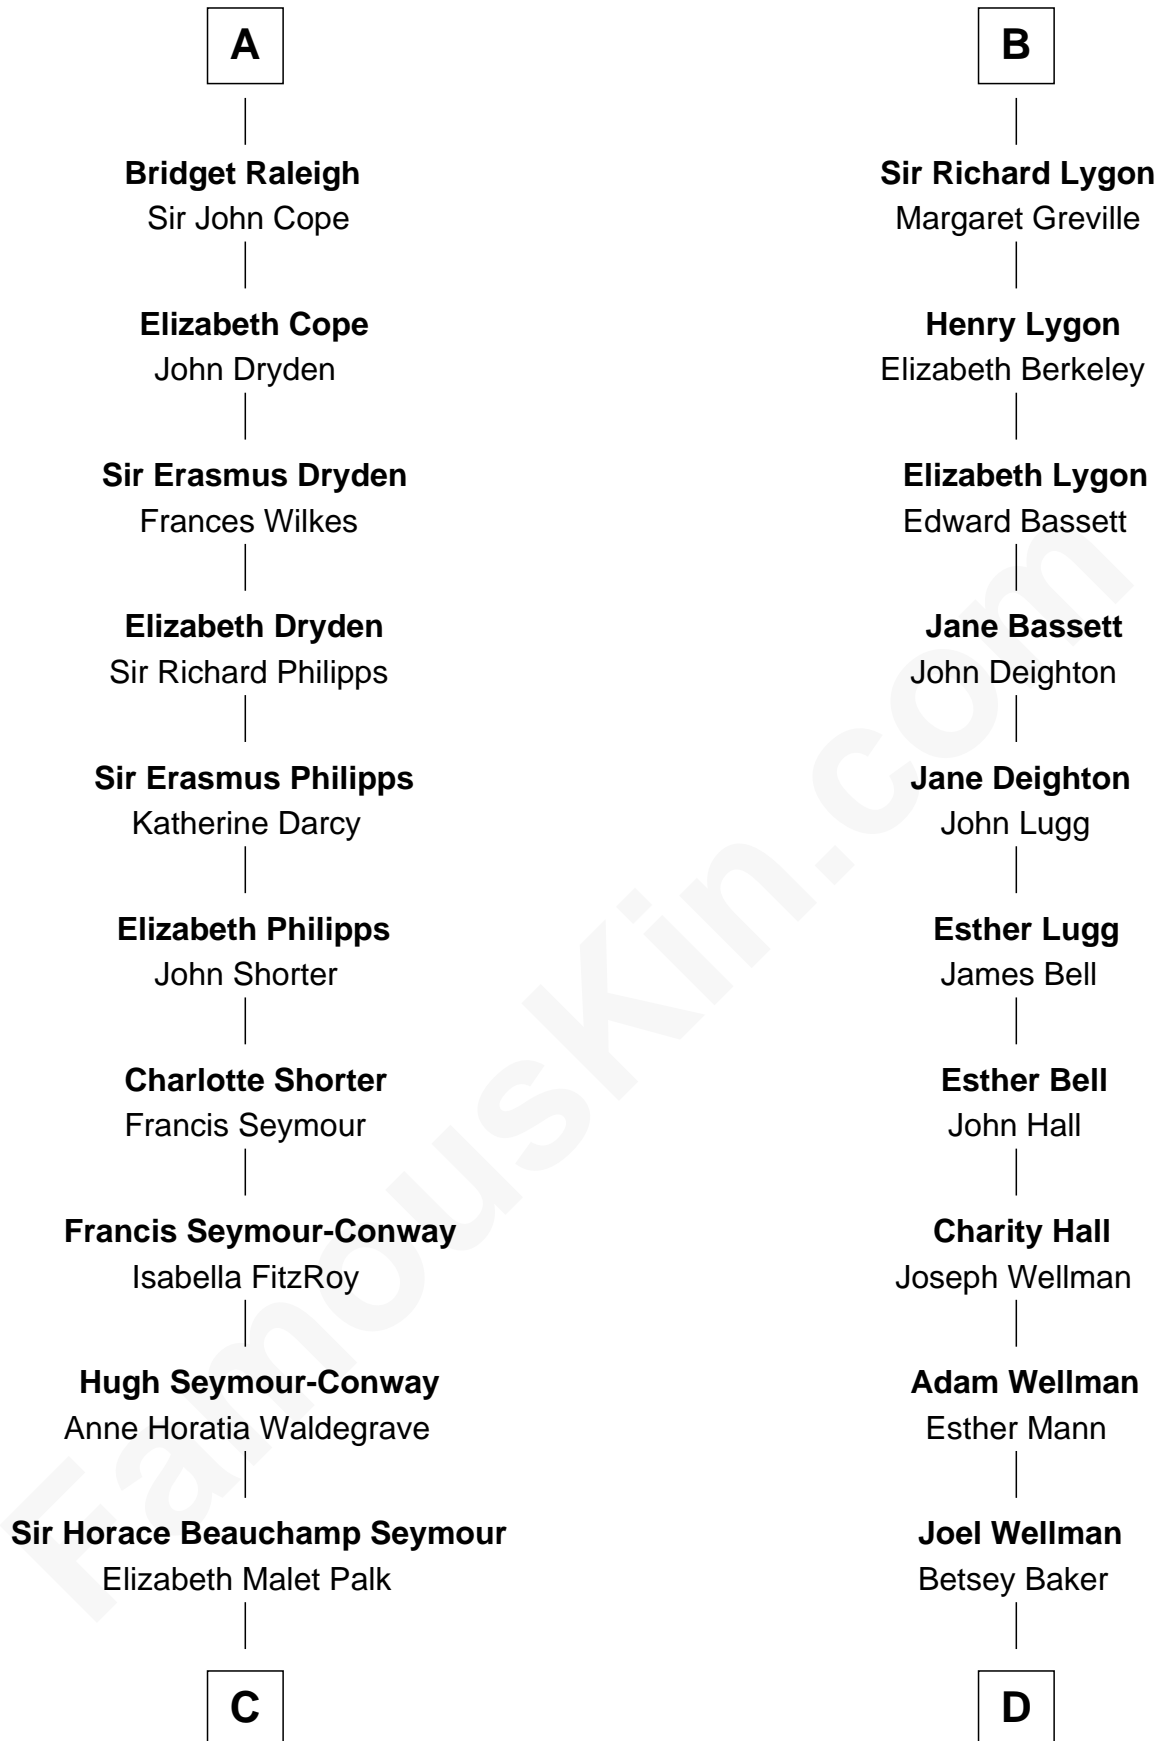 A
Bridget Raleigh
Sir John Cope
Elizabeth Cope
John Dryden
Sir Erasmus Dryden
Frances Wilkes
Elizabeth Dryden
Sir Richard Philipps
Sir Erasmus Philipps
Katherine Darcy
Elizabeth Philipps
John Shorter
Charlotte Shorter
Francis Seymour
Francis Seymour-Conway
Isabella FitzRoy
Hugh Seymour-Conway
Anne Horatia Waldegrave
Sir Horace Beauchamp Seymour
Elizabeth Malet Palk
C
B
Sir Richard Lygon
Margaret Greville
Henry Lygon
Elizabeth Berkeley
Elizabeth Lygon
Edward Bassett
Jane Bassett
John Deighton
Jane Deighton
John Lugg
Esther Lugg
James Bell
Esther Bell
John Hall
Charity Hall
Joseph Wellman
Adam Wellman
Esther Mann
Joel Wellman
Betsey Baker
D
FamousKin.com